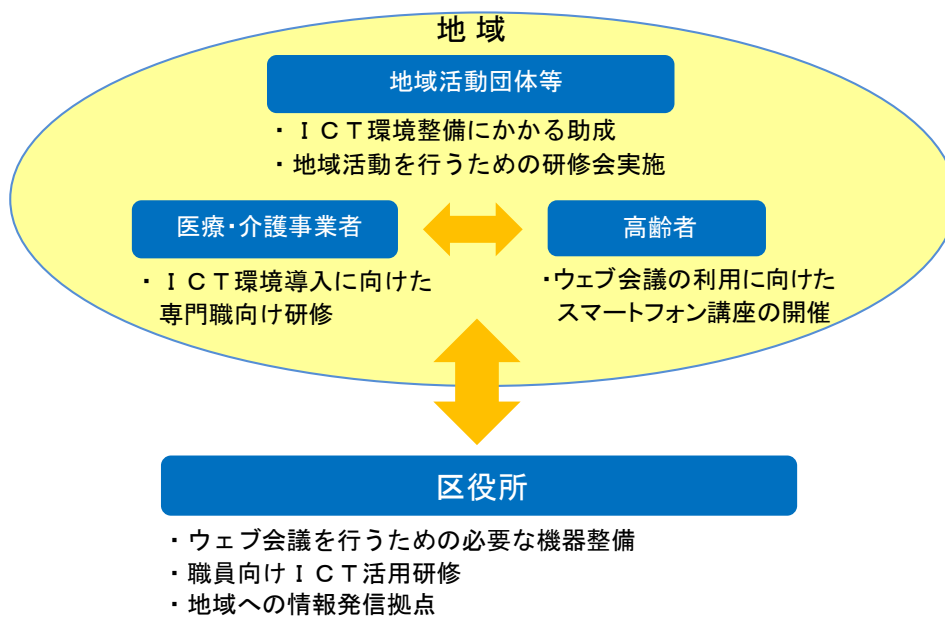 地 域
地域活動団体等
・ＩＣＴ環境整備にかかる助成
・地域活動を行うための研修会実施
医療・介護事業者
・ＩＣＴ環境導入に向けた
専門職向け研修
高齢者
・ウェブ会議の利用に向けた
スマートフォン講座の開催
区役所
・ウェブ会議を行うための必要な機器整備
・職員向けＩＣＴ活用研修
・地域への情報発信拠点